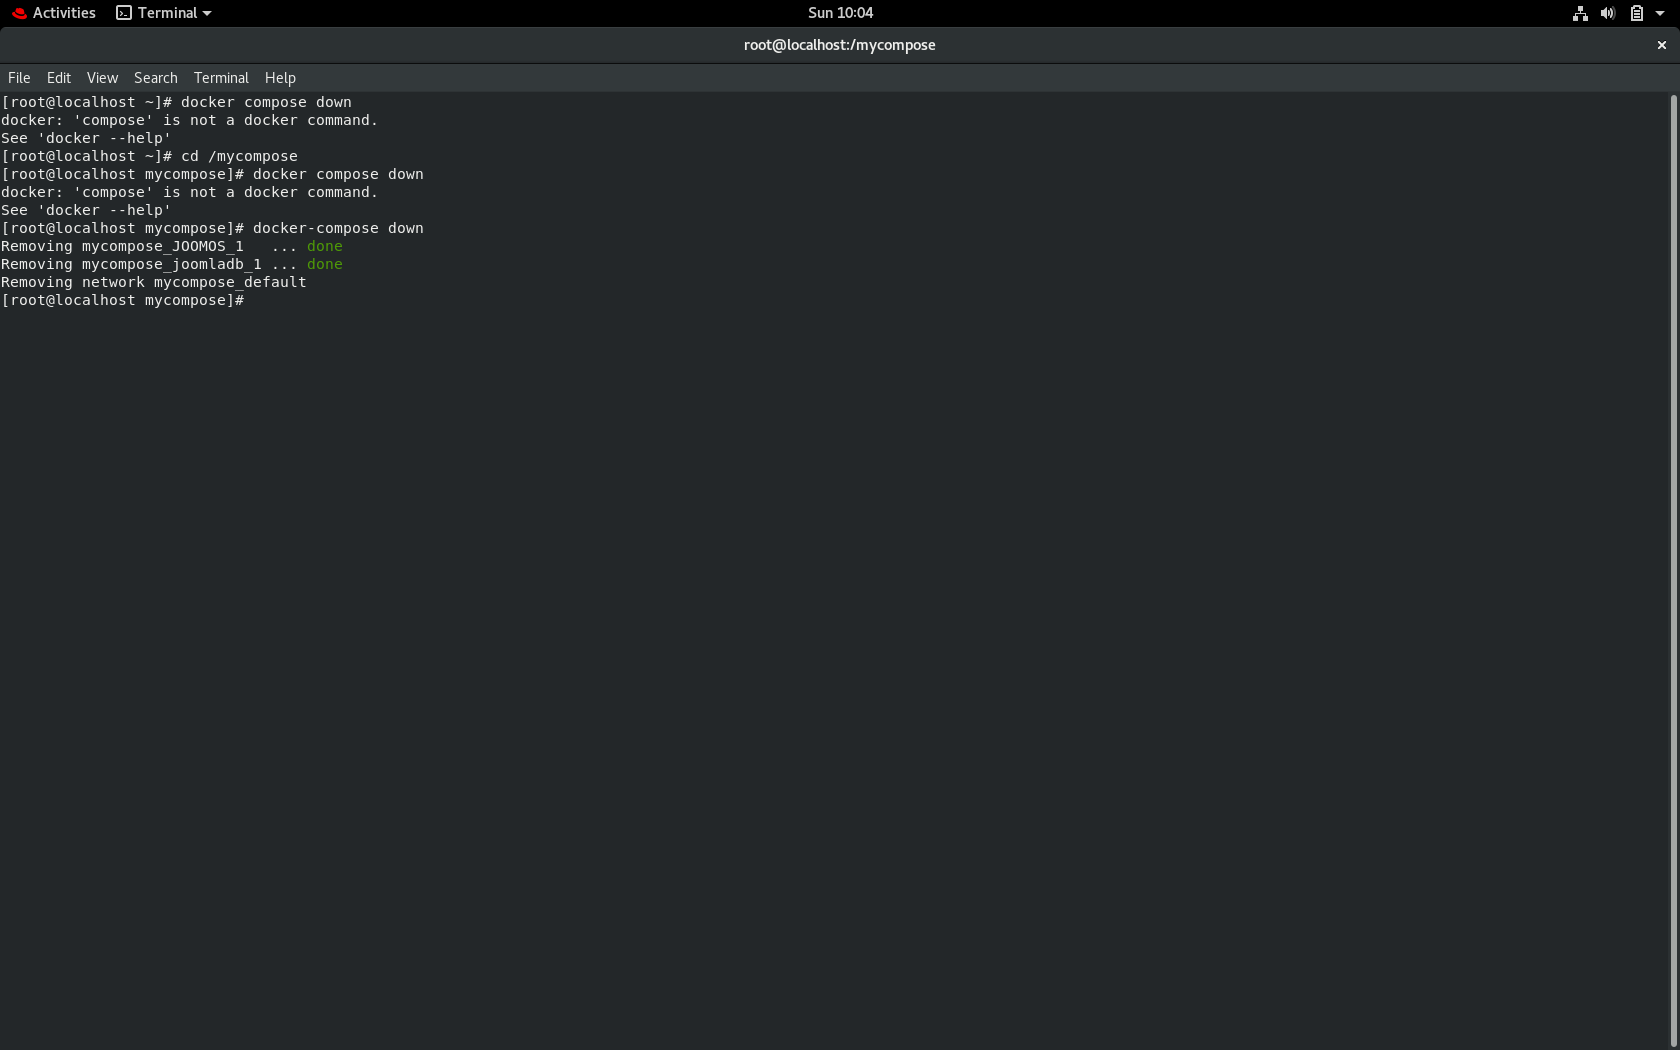 Activities Terminal Sun 10:04
root@localhost:/mycompose
File Edit View Search Terminal Help
[root@localhost ~]# docker compose down
docker: 'compose' is not a docker command.
See 'docker --help'
[root@localhost ~]# cd /mycompose
[root@localhost mycompose]# docker compose down
docker: 'compose' is not a docker command.
See 'docker --help'
[root@localhost mycompose]# docker-compose down
Removing mycompose_JOOMOS_1   ... done
Removing mycompose_joomladb_1 ... done
Removing network mycompose_default
[root@localhost mycompose]#